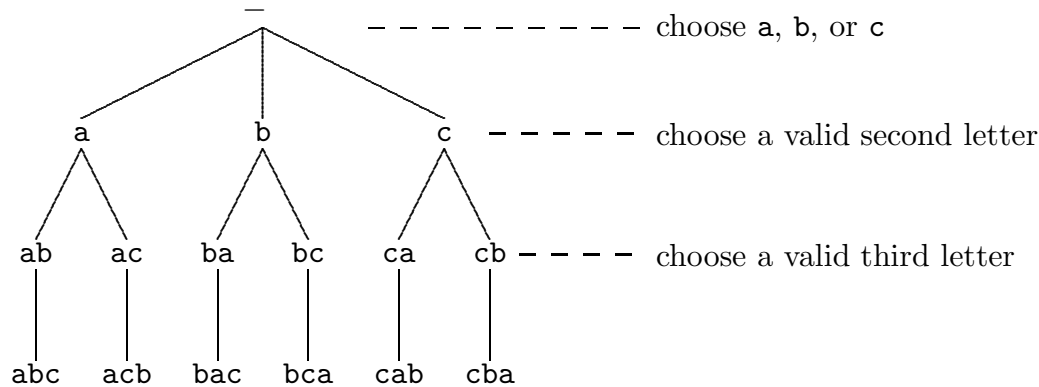 _ choose a, b, or c
a b c choose a valid second letter
ab ac ba bc ca cb choose a valid third letter
abc acb bac bca cab cba